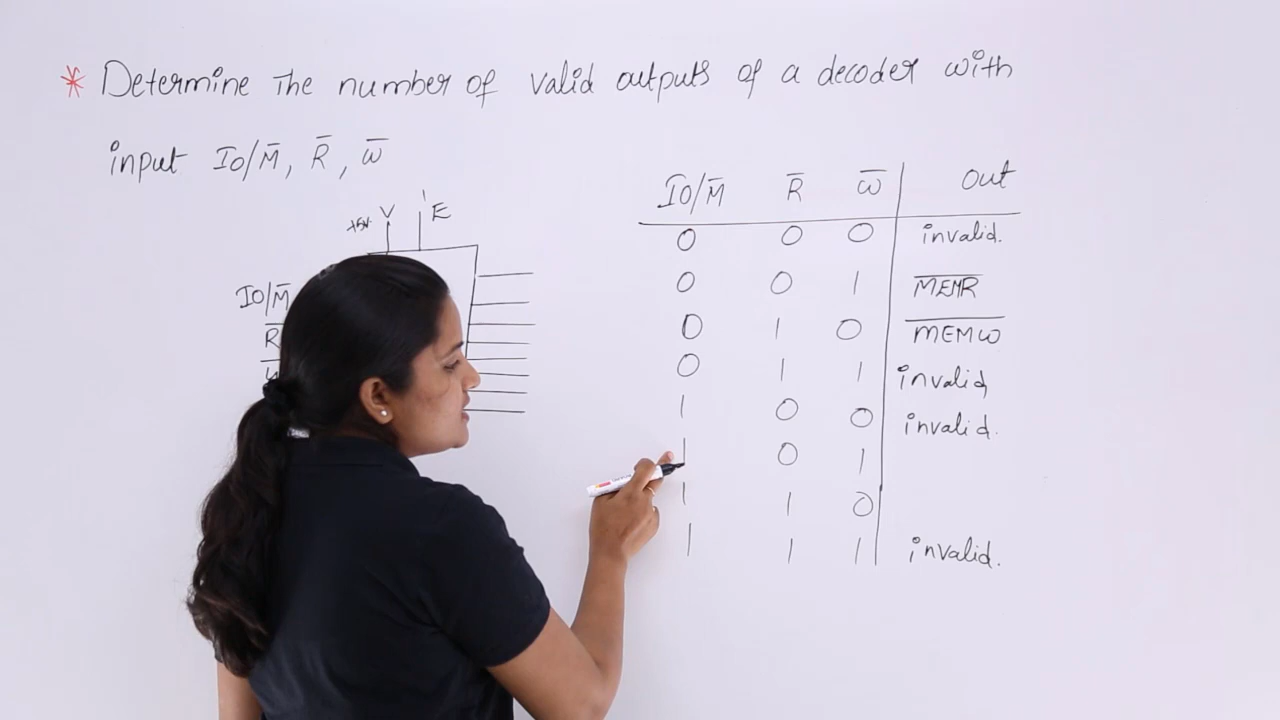 * Determine The number of valid outputs of a decoder with
input IO/M̅, R̅, W̅
+5V V E
IO/M̅
R
IO/M̅ R̅ W̅ Out
0 0 0 invalid.
0 0 1 M̅E̅M̅R̅
0 1 0 M̅E̅M̅W̅
0 1 1 invalid
1 0 0 invalid.
1 0 1
1 1 0
1 1 1 invalid.